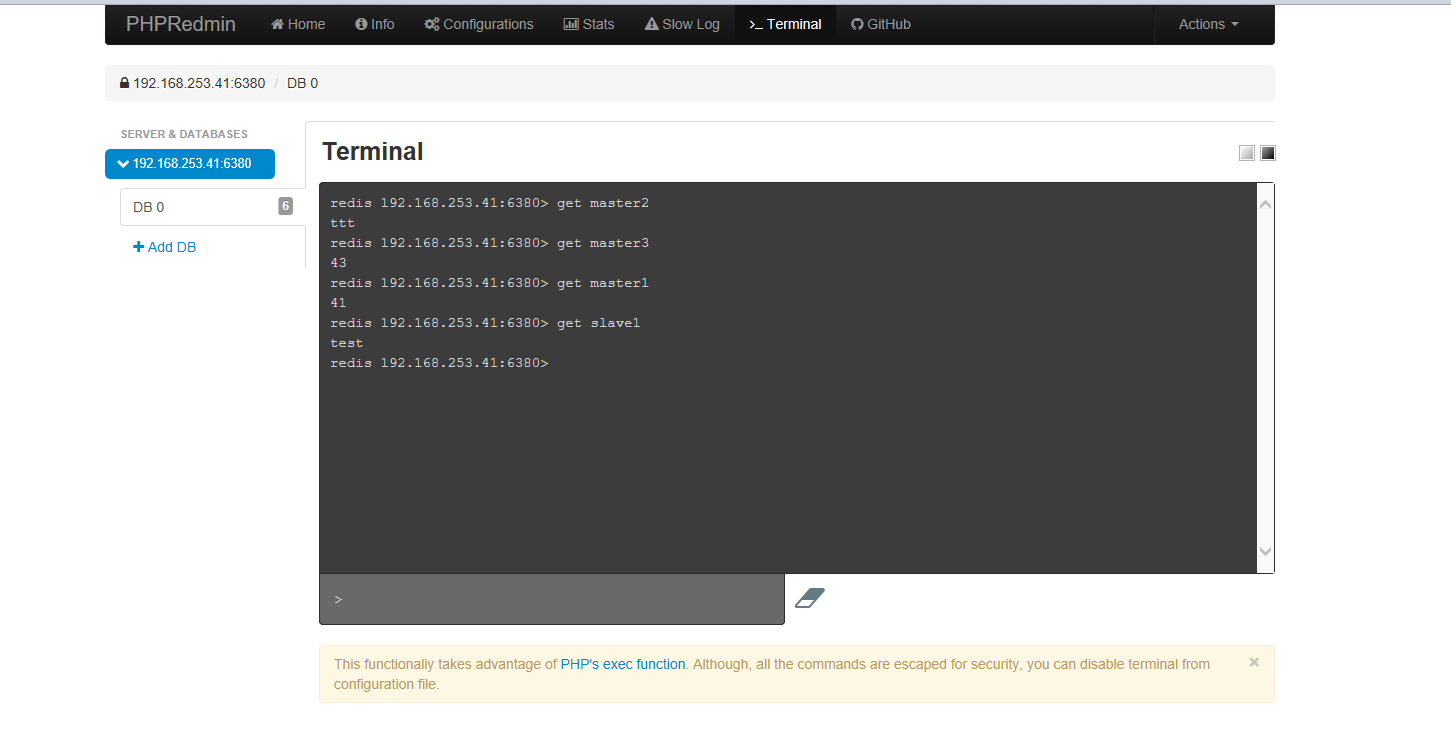 PHPRedmin Home Info Configurations Stats Slow Log >_ Terminal GitHub Actions
192.168.253.41:6380 / DB 0
SERVER & DATABASES
192.168.253.41:6380
DB 0 6
Add DB
Terminal
redis 192.168.253.41:6380> get master2
ttt
redis 192.168.253.41:6380> get master3
43
redis 192.168.253.41:6380> get master1
41
redis 192.168.253.41:6380> get slave1
test
redis 192.168.253.41:6380>
>
This functionaliy takes advantage of PHP's exec function. Although, all the commands are escaped for security, you can disable terminal from
configuration file.